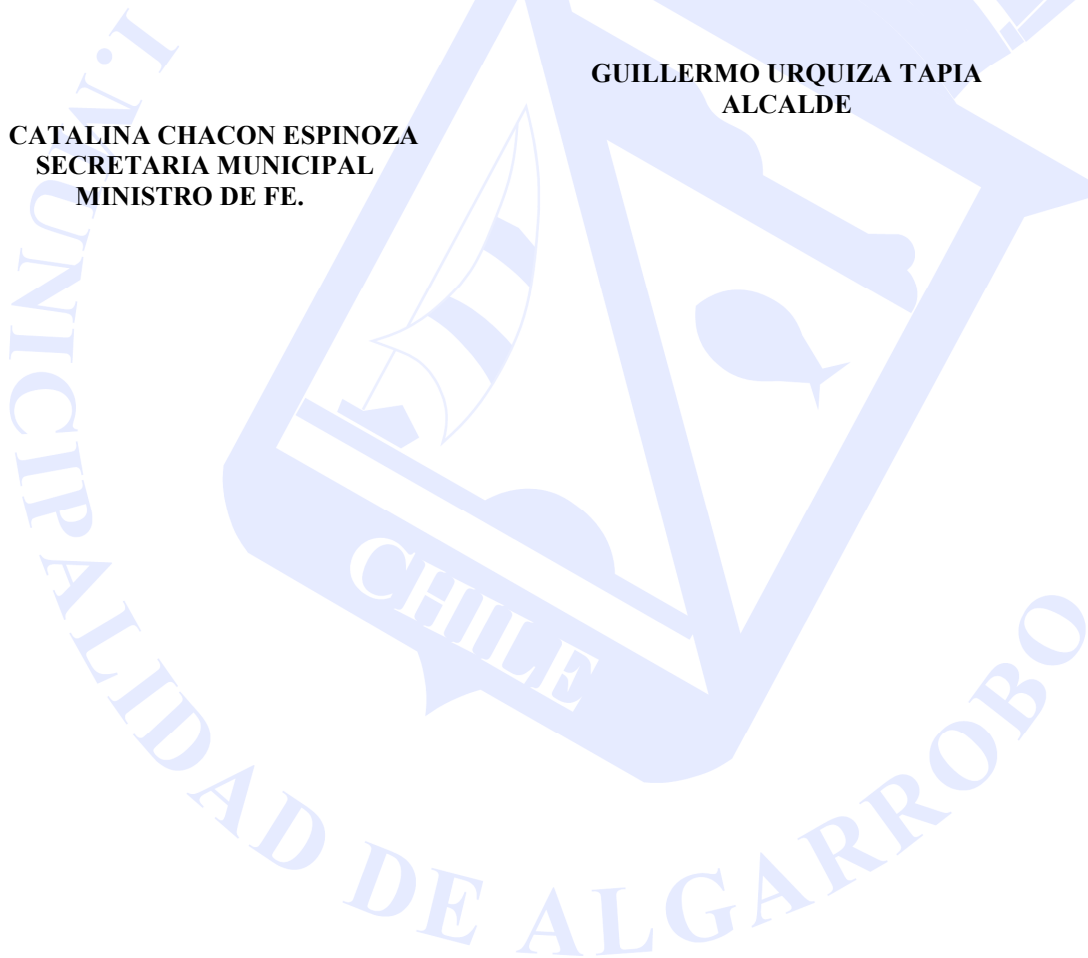 GUILLERMO URQUIZA TAPIA
ALCALDE
CATALINA CHACON ESPINOZA
SECRETARIA MUNICIPAL
MINISTRO DE FE.
I.MUNICIPALIDAD DE ALGARROBO
CHILE